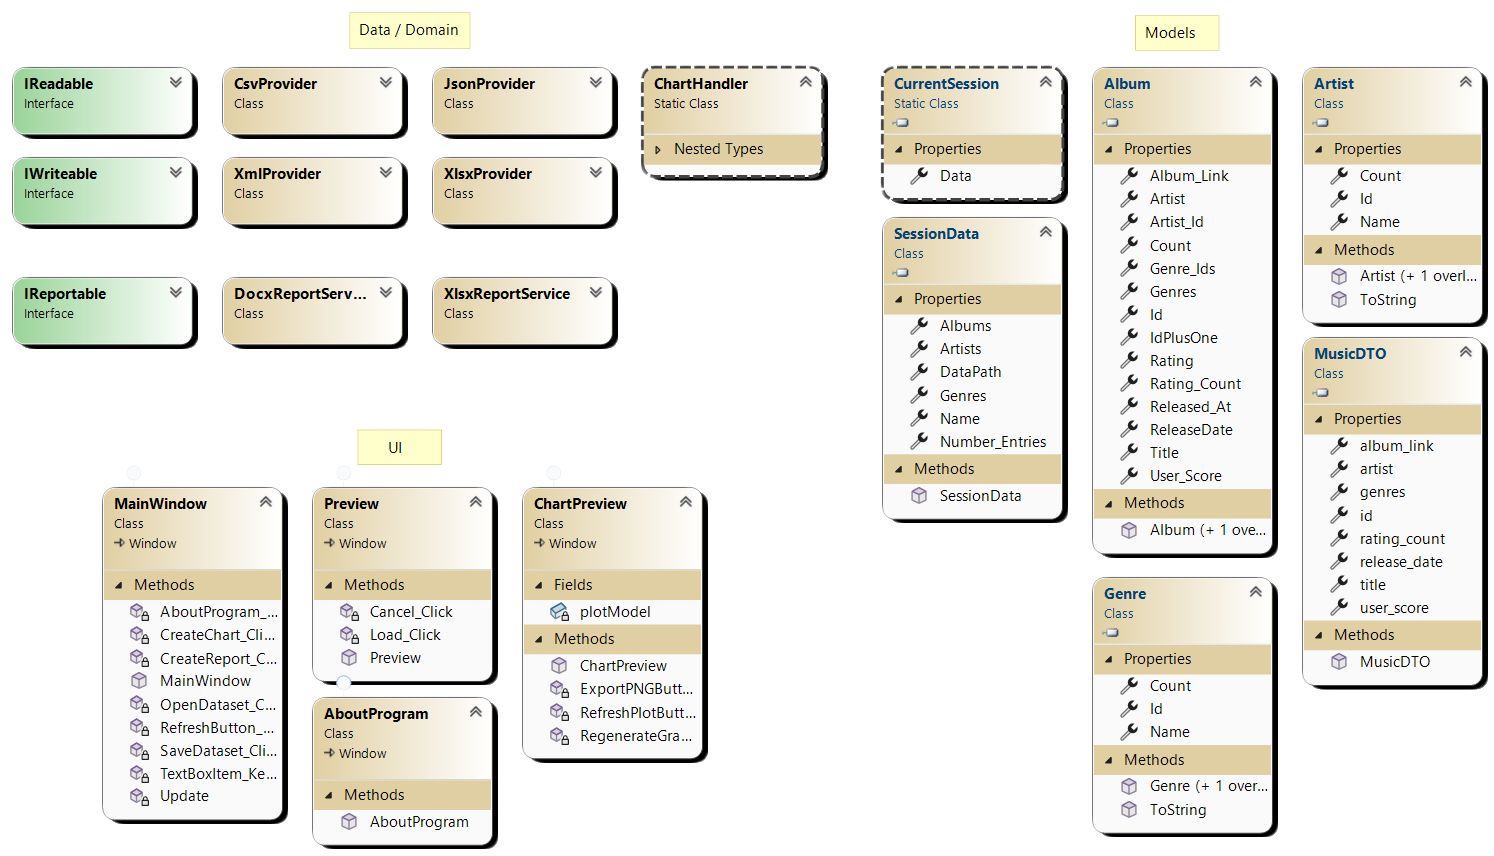 Data / Domain
IReadable
Interface
CsvProvider
Class
JsonProvider
Class
ChartHandler
Static Class
Nested Types
IWriteable
Interface
XmlProvider
Class
XlsxProvider
Class
IReportable
Interface
DocxReportServ...
Class
XlsxReportService
Class
UI
MainWindow
Class
Window
Methods
AboutProgram_...
CreateChart_Cli...
CreateReport_C...
MainWindow
OpenDataset_C...
RefreshButton_...
SaveDataset_Cli...
TextBoxItem_Ke...
Update
Preview
Class
Window
Methods
Cancel_Click
Load_Click
Preview
AboutProgram
Class
Window
Methods
AboutProgram
ChartPreview
Class
Window
Fields
plotModel
Methods
ChartPreview
ExportPNGButt...
RefreshPlotButt...
RegenerateGra...
Models
CurrentSession
Static Class
Properties
Data
SessionData
Class
Properties
Albums
Artists
DataPath
Genres
Name
Number_Entries
Methods
SessionData
Album
Class
Properties
Album_Link
Artist
Artist_Id
Count
Genre_Ids
Genres
Id
IdPlusOne
Rating
Rating_Count
Released_At
ReleaseDate
Title
User_Score
Methods
Album (+ 1 ove...
Genre
Class
Properties
Count
Id
Name
Methods
Genre (+ 1 over...
ToString
Artist
Class
Properties
Count
Id
Name
Methods
Artist (+ 1 overl...
ToString
MusicDTO
Class
Properties
album_link
artist
genres
id
rating_count
release_date
title
user_score
Methods
MusicDTO